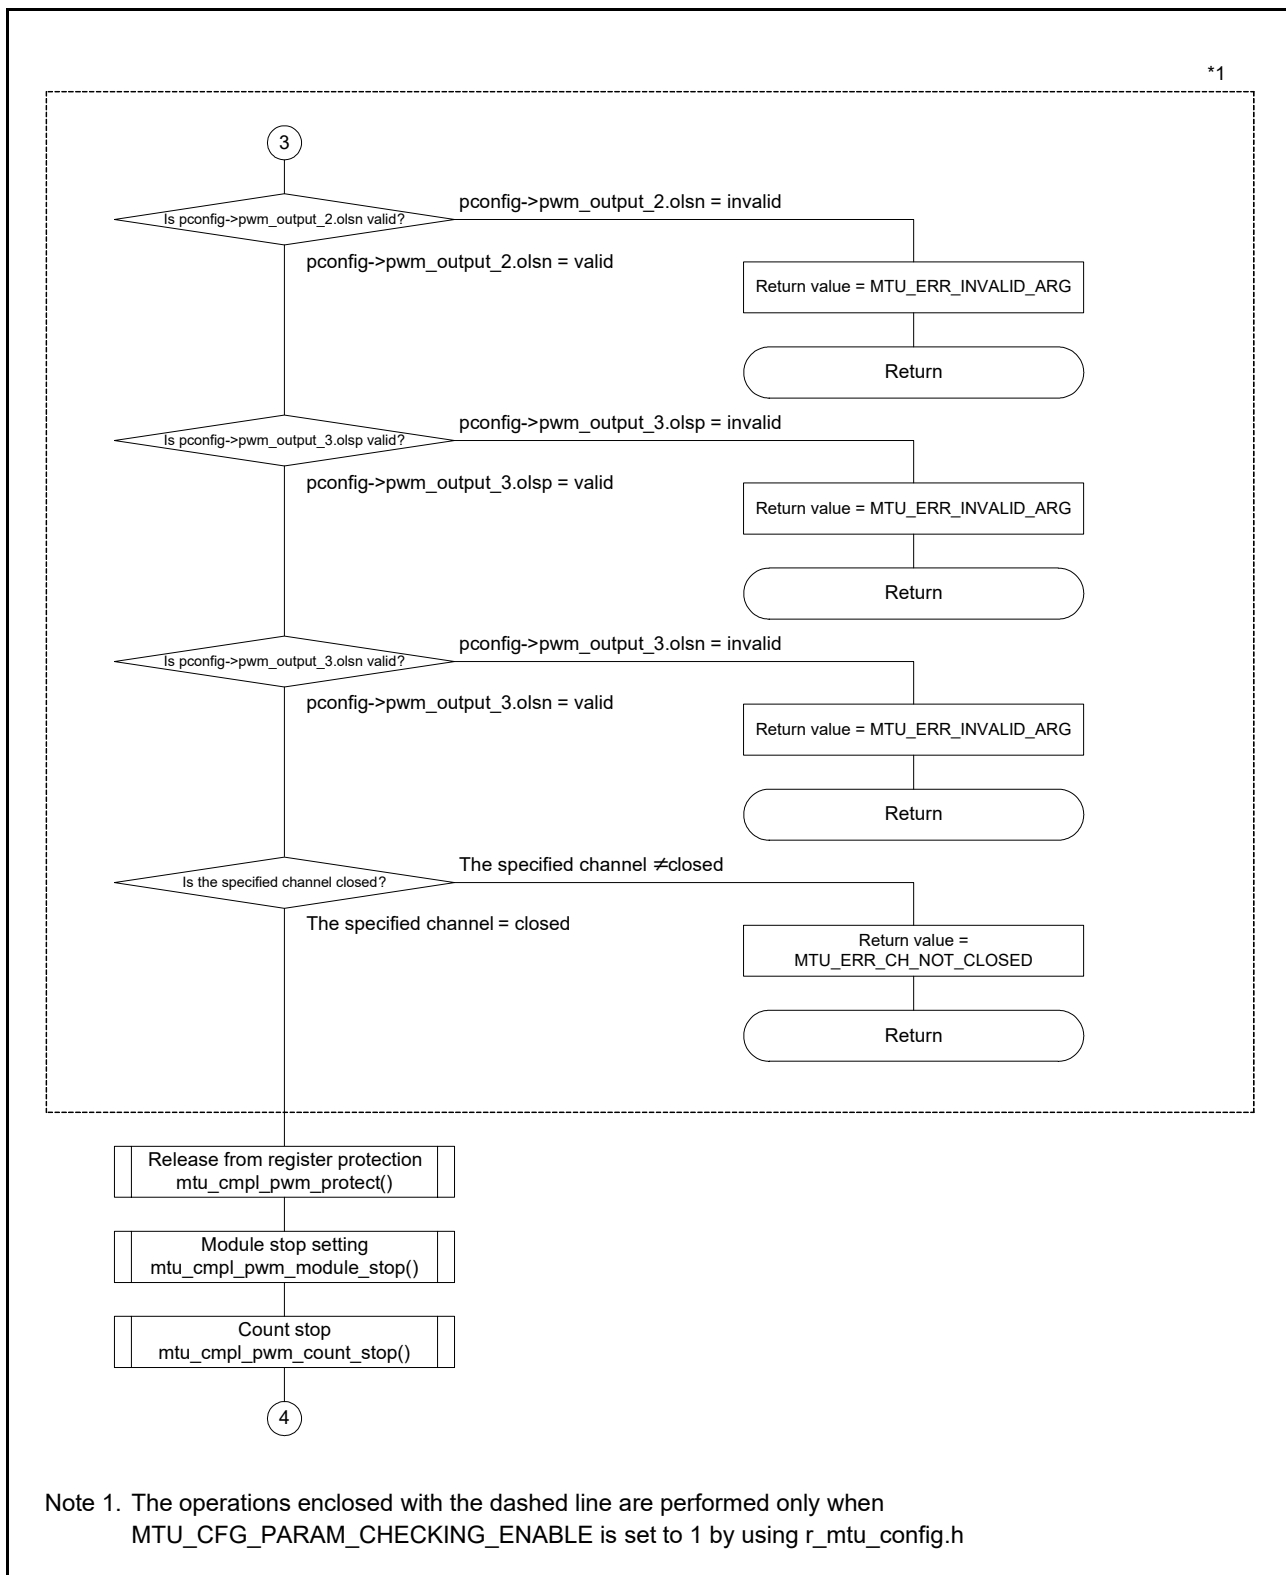 *1
3
Is pconfig->pwm_output_2.olsn valid?
pconfig->pwm_output_2.olsn = invalid
pconfig->pwm_output_2.olsn = valid
Return value = MTU_ERR_INVALID_ARG
Return
Is pconfig->pwm_output_3.olsp valid?
pconfig->pwm_output_3.olsp = invalid
pconfig->pwm_output_3.olsp = valid
Return value = MTU_ERR_INVALID_ARG
Return
Is pconfig->pwm_output_3.olsn valid?
pconfig->pwm_output_3.olsn = invalid
pconfig->pwm_output_3.olsn = valid
Return value = MTU_ERR_INVALID_ARG
Return
Is the specified channel closed?
The specified channel ≠closed
The specified channel = closed
Return value =
MTU_ERR_CH_NOT_CLOSED
Return
Release from register protection
mtu_cmpl_pwm_protect()
Module stop setting
mtu_cmpl_pwm_module_stop()
Count stop
mtu_cmpl_pwm_count_stop()
4
Note 1. The operations enclosed with the dashed line are performed only when
MTU_CFG_PARAM_CHECKING_ENABLE is set to 1 by using r_mtu_config.h